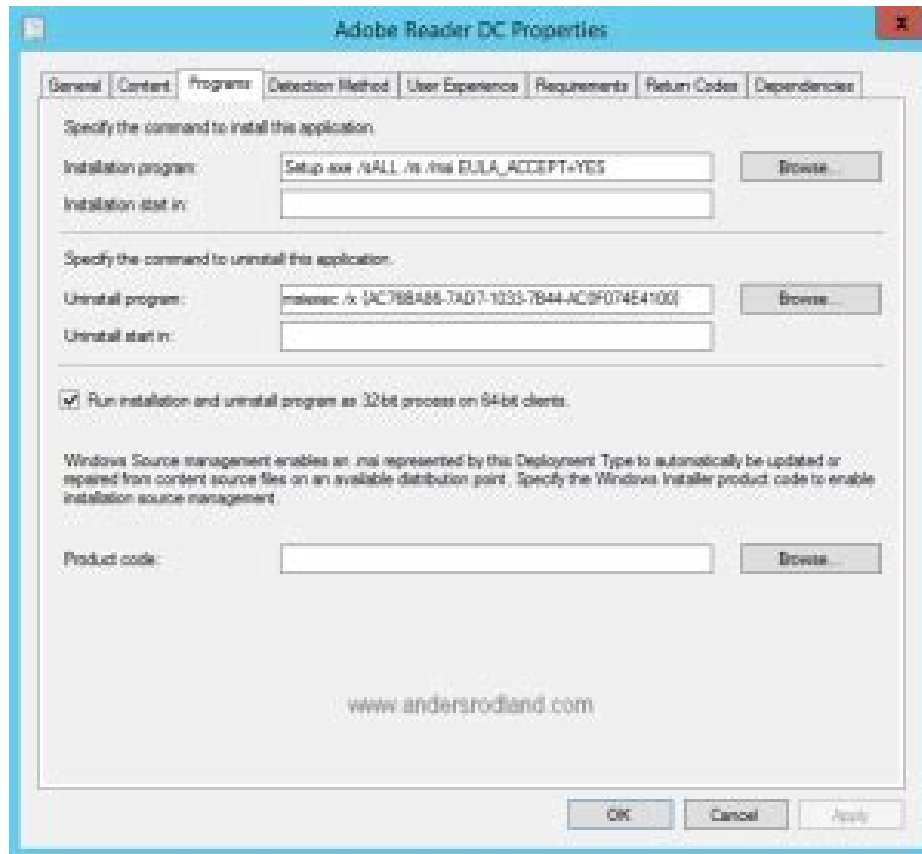 Adobe Reader DC Properties
x
General Content Programs Detection Method User Experience Requirements Return Codes Dependencies
Specify the command to install this application.
Installation program: Setup.exe /sALL /rs /msi EULA_ACCEPT=YES Browse...
Installation start in:
Specify the command to uninstall this application.
Uninstall program: msiexec /x Browse...
Uninstall start in:
Run installation and uninstall program as 32-bit process on 64-bit clients.
Windows Source management enables an .msi represented by this Deployment Type to automatically be updated or
repaired from content source files on an available distribution point. Specify the Windows Installer product code to enable
installation source management.
Product code: Browse...
www.andersrodland.com
OK Cancel Apply